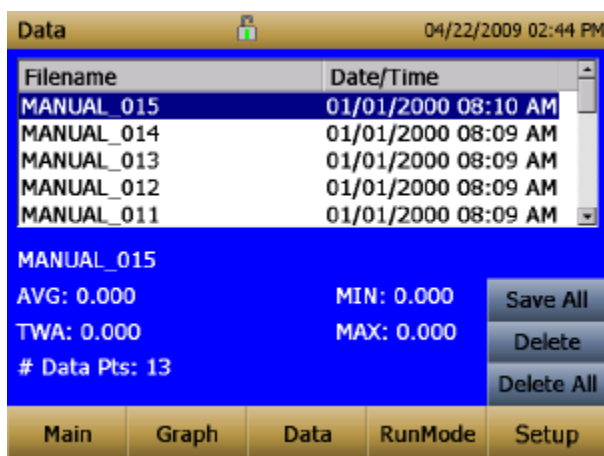 Data 04/22/2009 02:44 PM
Filename Date/Time
MANUAL_015 01/01/2000 08:10 AM
MANUAL_014 01/01/2000 08:09 AM
MANUAL_013 01/01/2000 08:09 AM
MANUAL_012 01/01/2000 08:09 AM
MANUAL_011 01/01/2000 08:09 AM
MANUAL_015
AVG: 0.000 MIN: 0.000 Save All
TWA: 0.000 MAX: 0.000 Delete
# Data Pts: 13 Delete All
Main Graph Data RunMode Setup